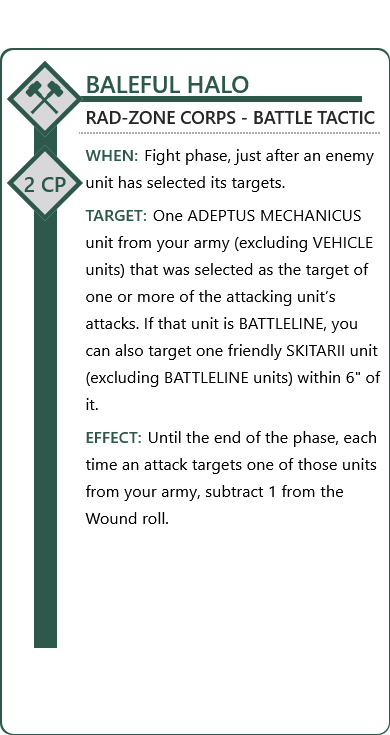 BALEFUL HALO
RAD-ZONE CORPS - BATTLE TACTIC
2 CP
WHEN: Fight phase, just after an enemy
unit has selected its targets.
TARGET: One ADEPTUS MECHANICUS
unit from your army (excluding VEHICLE
units) that was selected as the target of
one or more of the attacking unit's
attacks. If that unit is BATTLELINE, you
can also target one friendly SKITARII unit
(excluding BATTLELINE units) within 6" of
it.
EFFECT: Until the end of the phase, each
time an attack targets one of those units
from your army, subtract 1 from the
Wound roll.